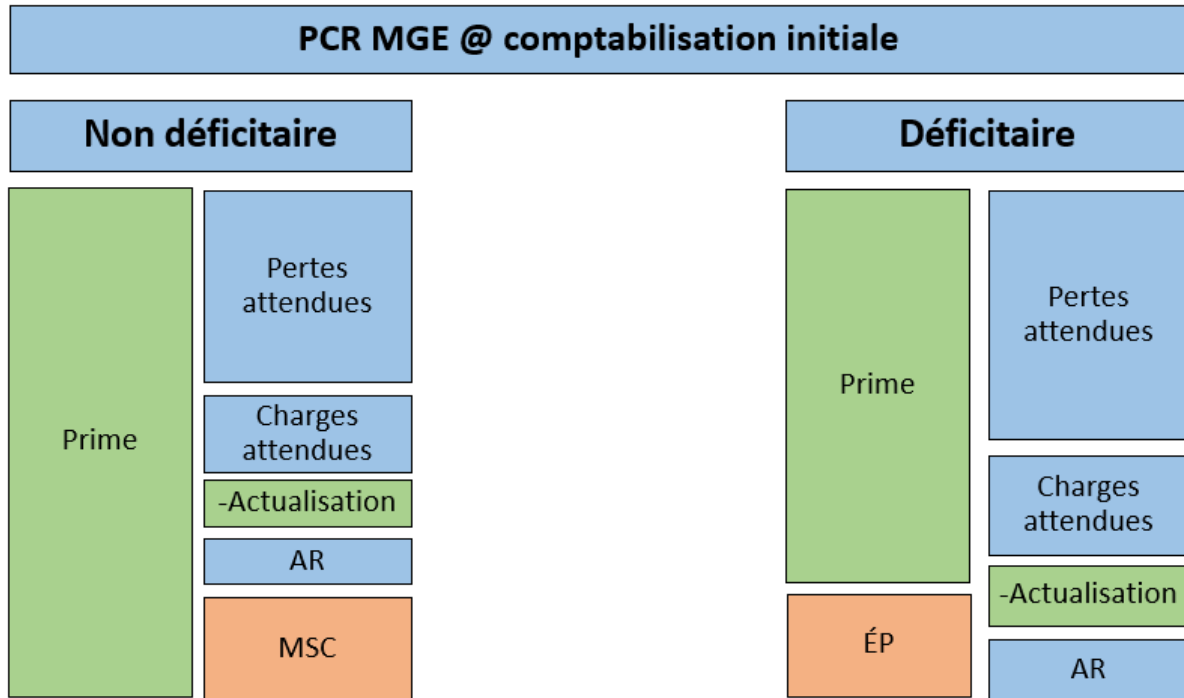 PCR MGE @ comptabilisation initiale
Non déficitaire
Prime
Pertes
attendues
Charges
attendues
-Actualisation
AR
MSC
Déficitaire
Prime
ÉP
Pertes
attendues
Charges
attendues
-Actualisation
AR